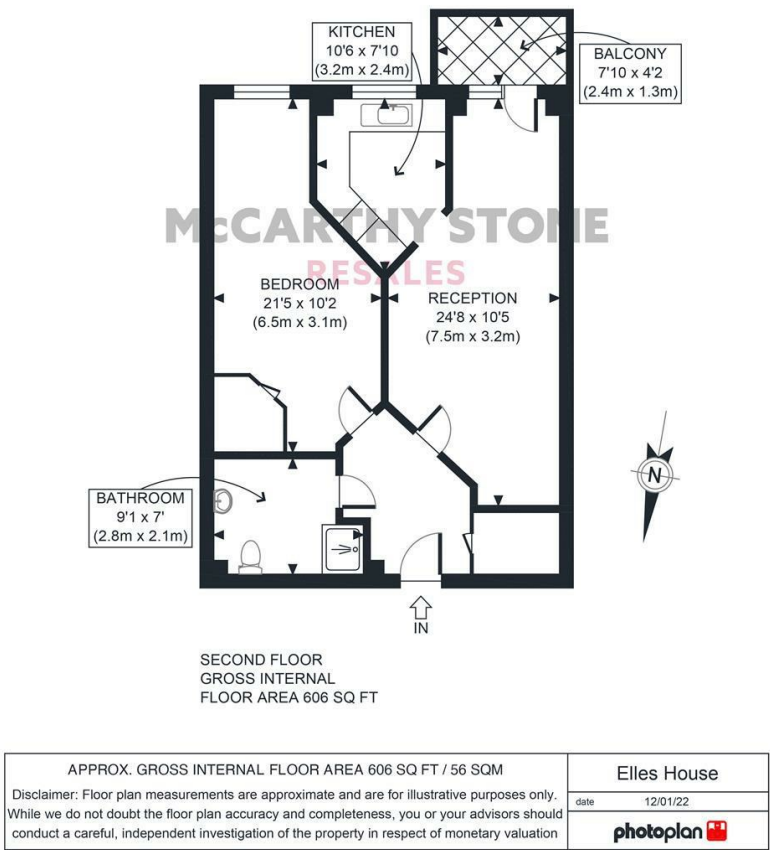 KITCHEN
10'6 x 7'10
(3.2m x 2.4m)
BALCONY
7'10 x 4'2
(2.4m x 1.3m)
McCARTHY STONE
RESALES
BEDROOM
21'5 x 10'2
(6.5m x 3.1m)
RECEPTION
24'8 x 10'5
(7.5m x 3.2m)
N
BATHROOM
9'1 x 7'
(2.8m x 2.1m)
IN
SECOND FLOOR
GROSS INTERNAL
FLOOR AREA 606 SQ FT
APPROX. GROSS INTERNAL FLOOR AREA 606 SQ FT / 56 SQM
Disclaimer: Floor plan measurements are approximate and are for illustrative purposes only.
While we do not doubt the floor plan accuracy and completeness, you or your advisors should
conduct a careful, independent investigation of the property in respect of monetary valuation
Elles House
date 12/01/22
photoplan